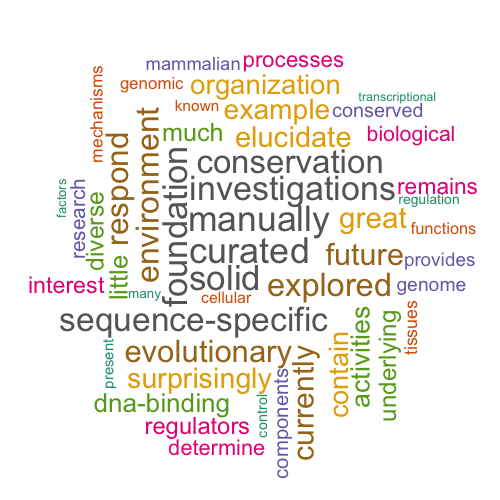 mammalian
processes
genomic
organization
transcriptional
mechanisms
known
example
conserved
much
elucidate
biological
respond
environment
foundation
conservation
investigations
remains
regulation
factors
research
diverse
manually
great
functions
curated
future
provides
interest
little
many
solid
cellular
explored
genome
sequence-specific
tissues
present
evolutionary
currently
contain
activities
underlying
surprisingly
components
control
dna-binding
regulators
determine